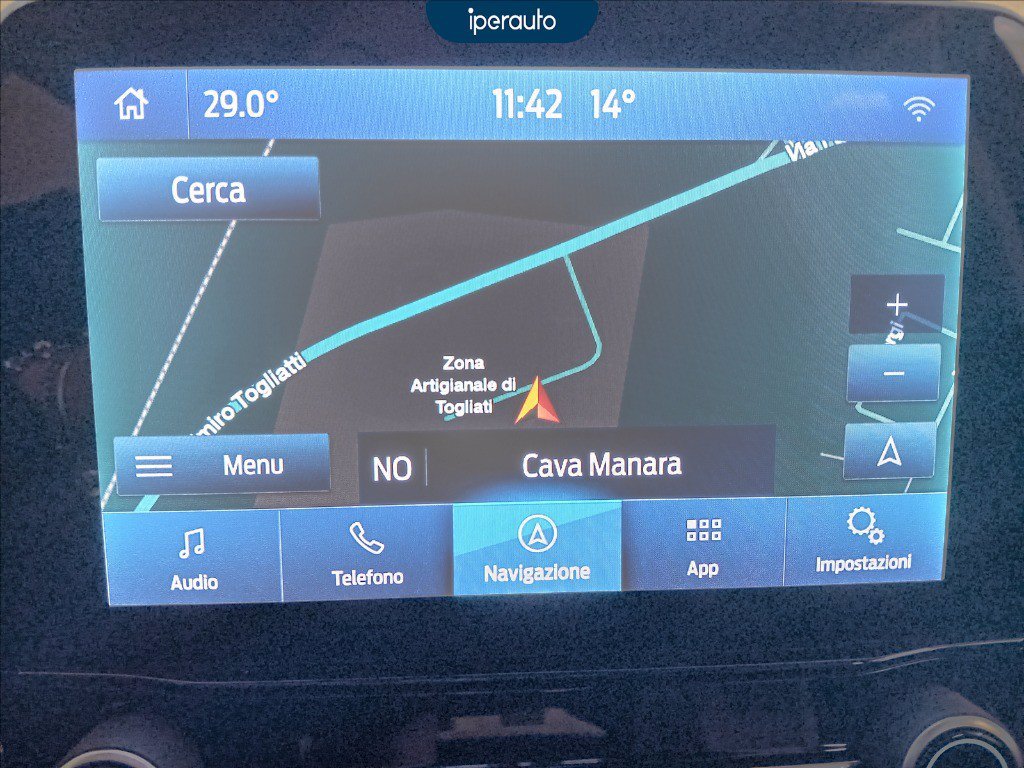 iperauto
29.0°
11:42
14°
Cerca
Via
miro Togliatti
Zona
Artigianale di
Togliati
+
rgi
−
Menu
NO
Cava Manara
Audio
Telefono
Navigazione
App
Impostazioni